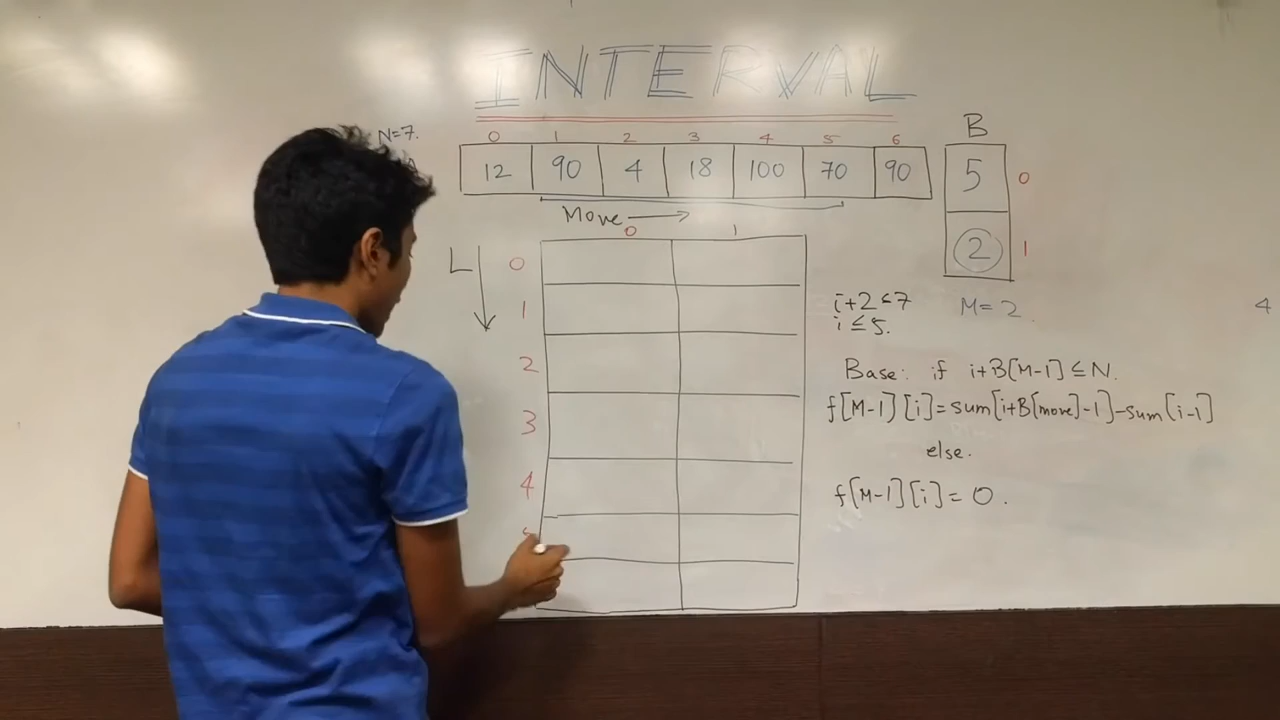 INTERVAL
N=7.
0 1 2 3 4 5 6
12 90 4 18 100 70 90
B
5 0
2 1
M=2
Move →
0 1
L
0
1
2
3
4
i+2≤7
i≤5.
4
Base: if i+B[M-1]≤N.
f[M-1][i]=sum[i+B[move]-1]-sum[i-1]
else.
f[M-1][i]=0.